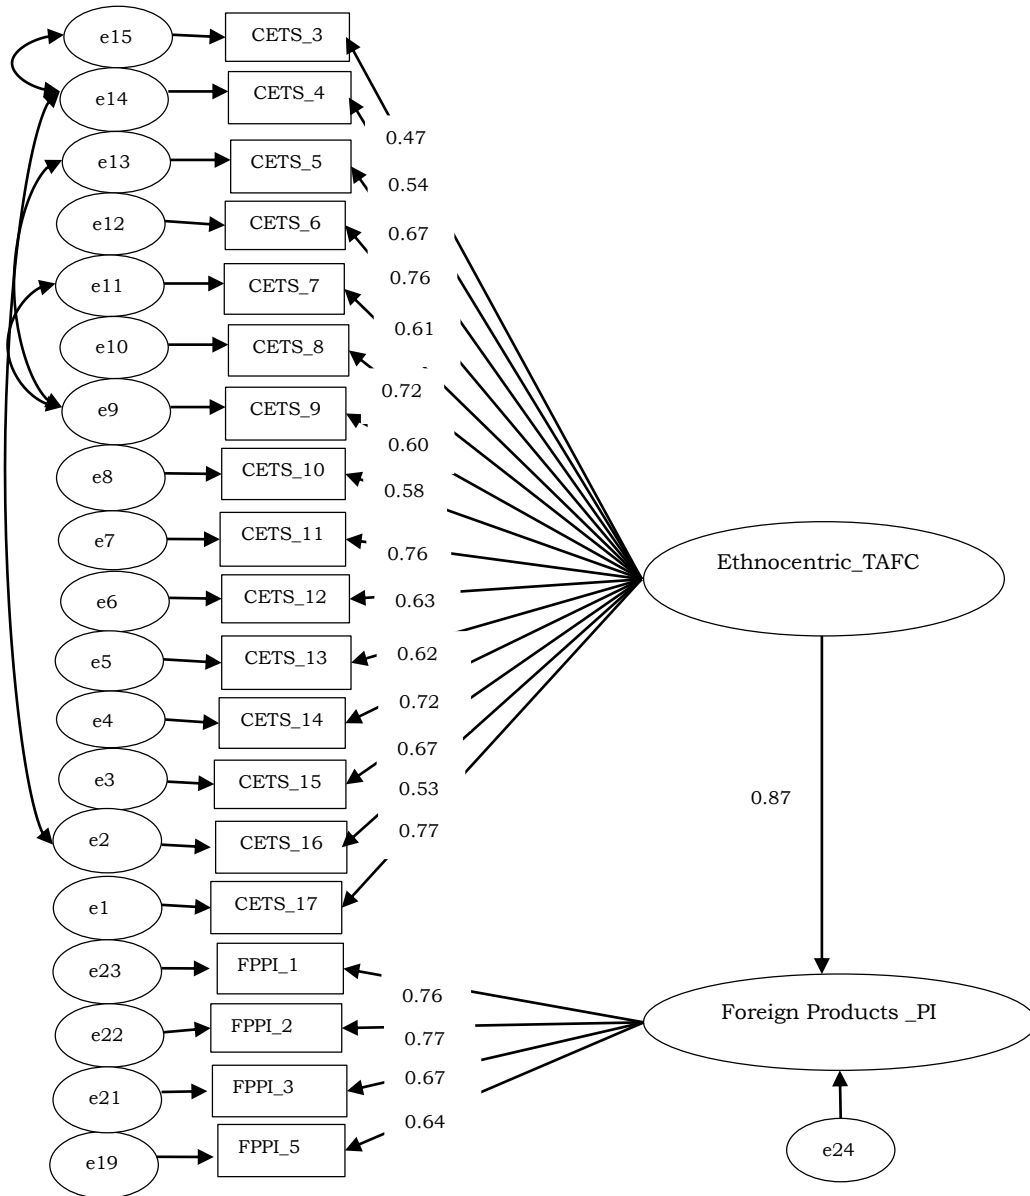 e15
CETS_3
e14
CETS_4
0.47
e13
CETS_5
0.54
e12
CETS_6
0.67
e11
CETS_7
0.76
0.61
e10
CETS_8
0.72
e9
CETS_9
0.60
e8
CETS_10
0.58
e7
CETS_11
0.76
Ethnocentric_TAFC
e6
CETS_12
0.63
e5
CETS_13
0.62
e4
CETS_14
0.72
0.67
e3
CETS_15
0.53
0.87
e2
CETS_16
0.77
e1
CETS_17
e23
FPPI_1
0.76
Foreign Products _PI
e22
FPPI_2
0.77
e21
FPPI_3
0.67
0.64
e19
FPPI_5
e24